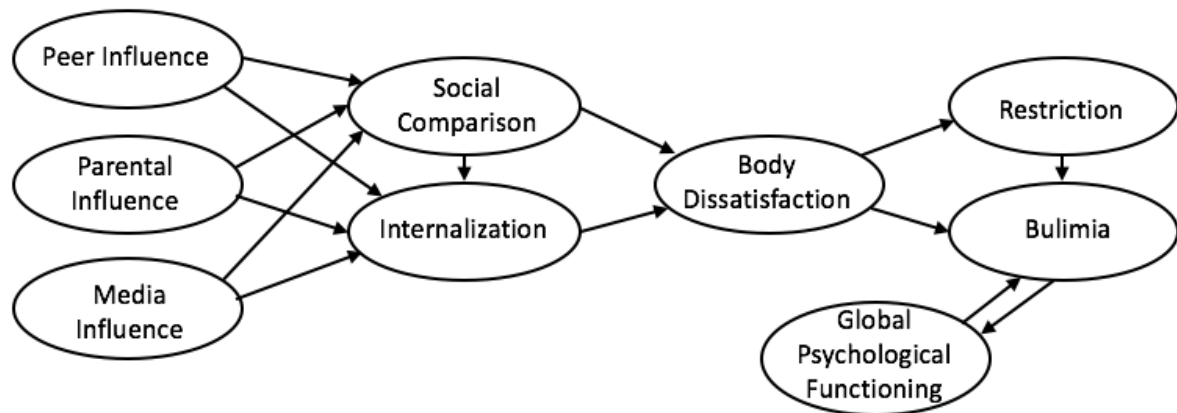 Peer Influence
Parental
Influence
Media
Influence
Social
Comparison
Internalization
Body
Dissatisfaction
Restriction
Bulimia
Global
Psychological
Functioning